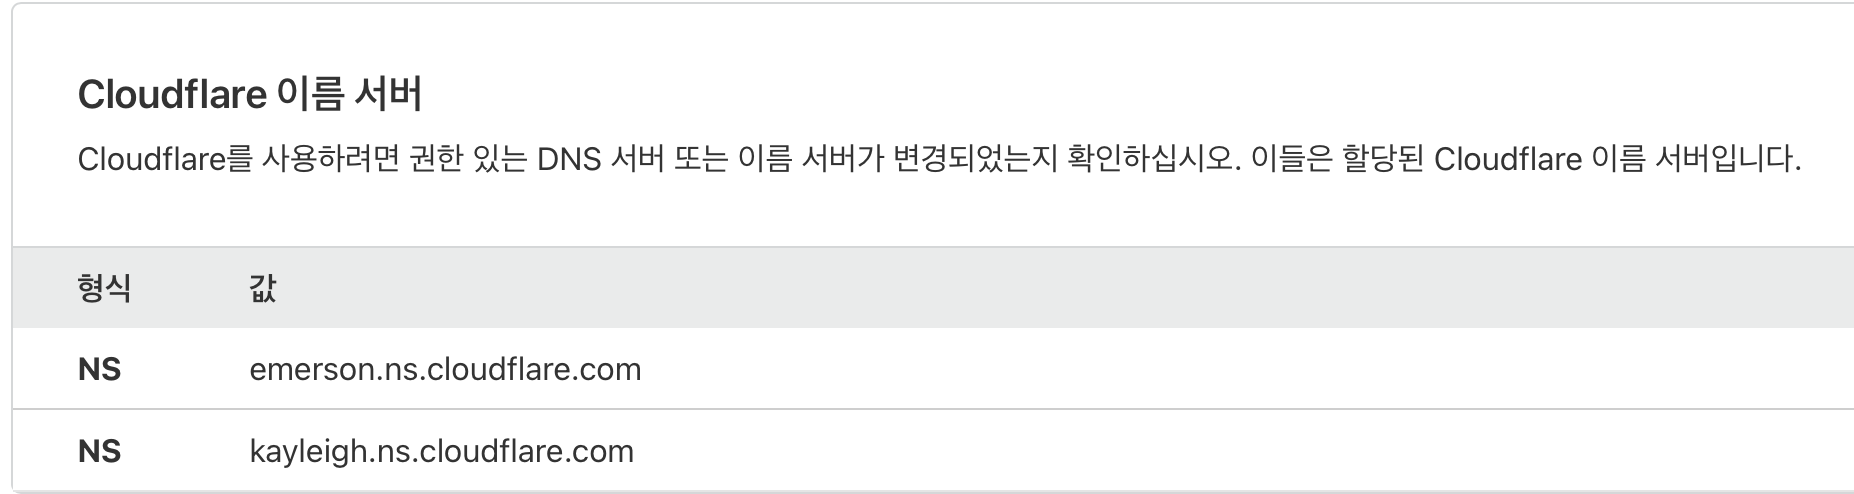 Cloudflare 이름 서버
Cloudflare를 사용하려면 권한 있는 DNS 서버 또는 이름 서버가 변경되었는지 확인하십시오. 이들은 할당된 Cloudflare 이름 서버입니다.
형식 값
NS emerson.ns.cloudflare.com
NS kayleigh.ns.cloudflare.com